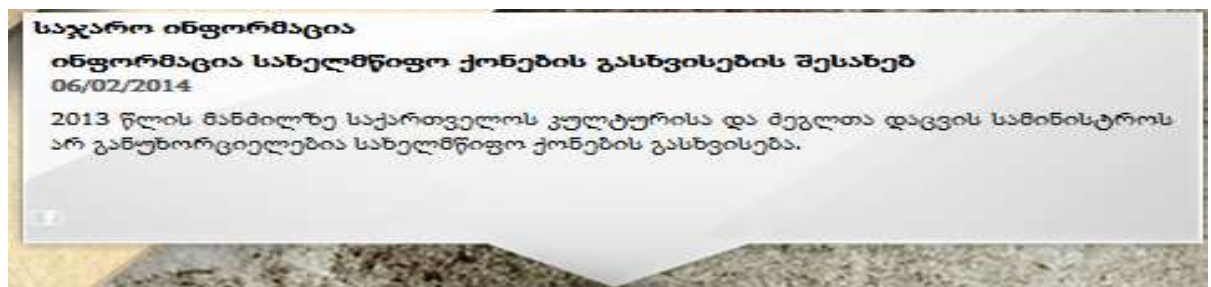 საჯარო ინფორმაცია
ინფორმაცია სახელმწიფო ქონების გასხვისების შესახებ
06/02/2014
2013 წლის მანძილზე საქართველოს კულტურისა და ძეგლთა დაცვის სამინისტროს
არ განუხორციელებია სახელმწიფო ქონების გასხვისება.